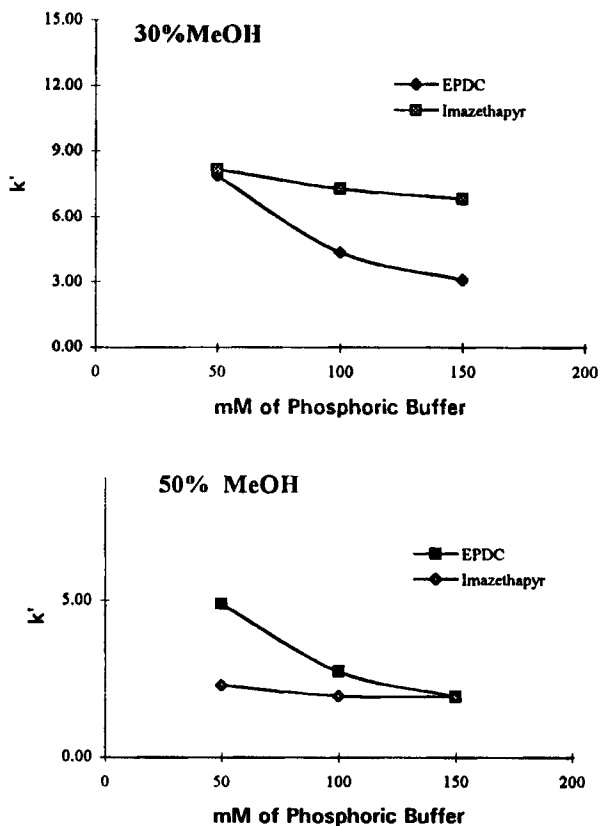 30%MeOH
15.00
12.00
9.00
6.00
3.00
0.00
k'
EPDC
Imazethapyr
0
50
100
150
200
mM of Phosphoric Buffer
50% MeOH
5.00
0.00
k'
EPDC
Imazethapyr
0
50
100
150
200
mM of Phosphoric Buffer